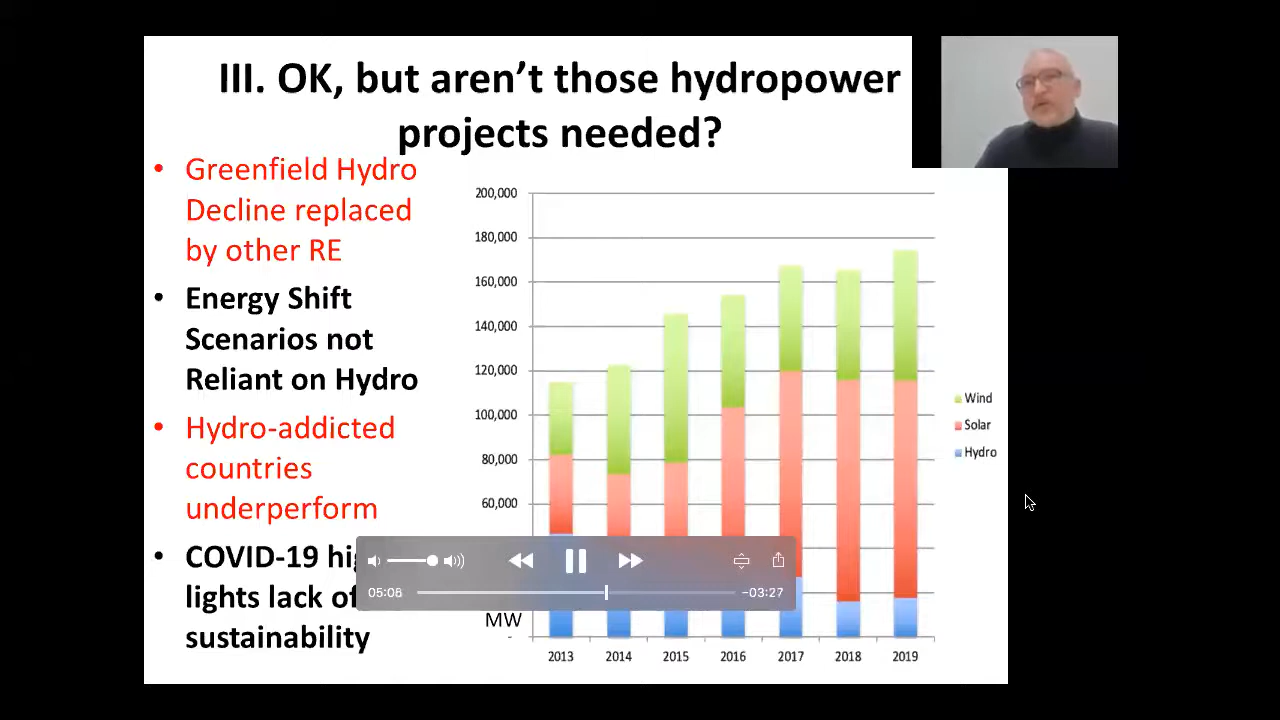 III. OK, but aren't those hydropower
projects needed?
• Greenfield Hydro
Decline replaced
by other RE
• Energy Shift
Scenarios not
Reliant on Hydro
• Hydro-addicted
countries
underperform
• COVID-19
lights lack of
sustainability
200,000
180,000
160,000
140,000
120,000
100,000
80,000
60,000
MW
-
2013 2014 2015 2016 2017 2018 2019
Wind
Solar
Hydro
05:06 −03:27